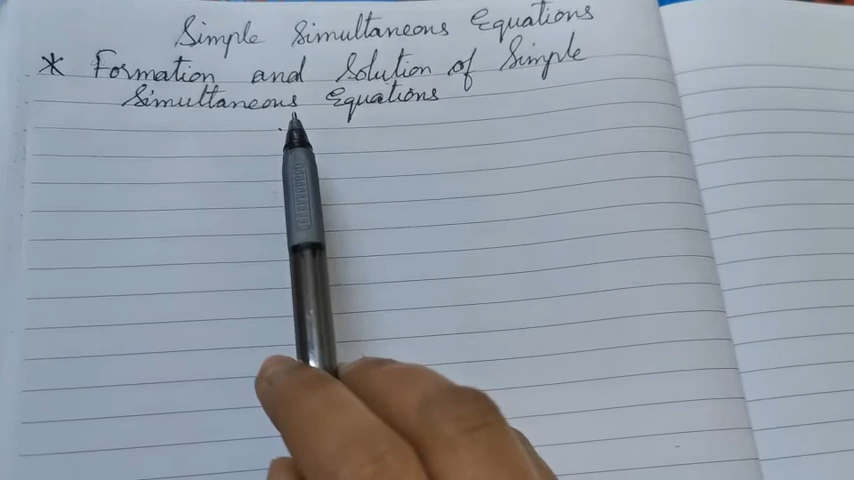 Simple Simultaneous Equations
* Formation and Solution of Simple
Simultaneous Equations